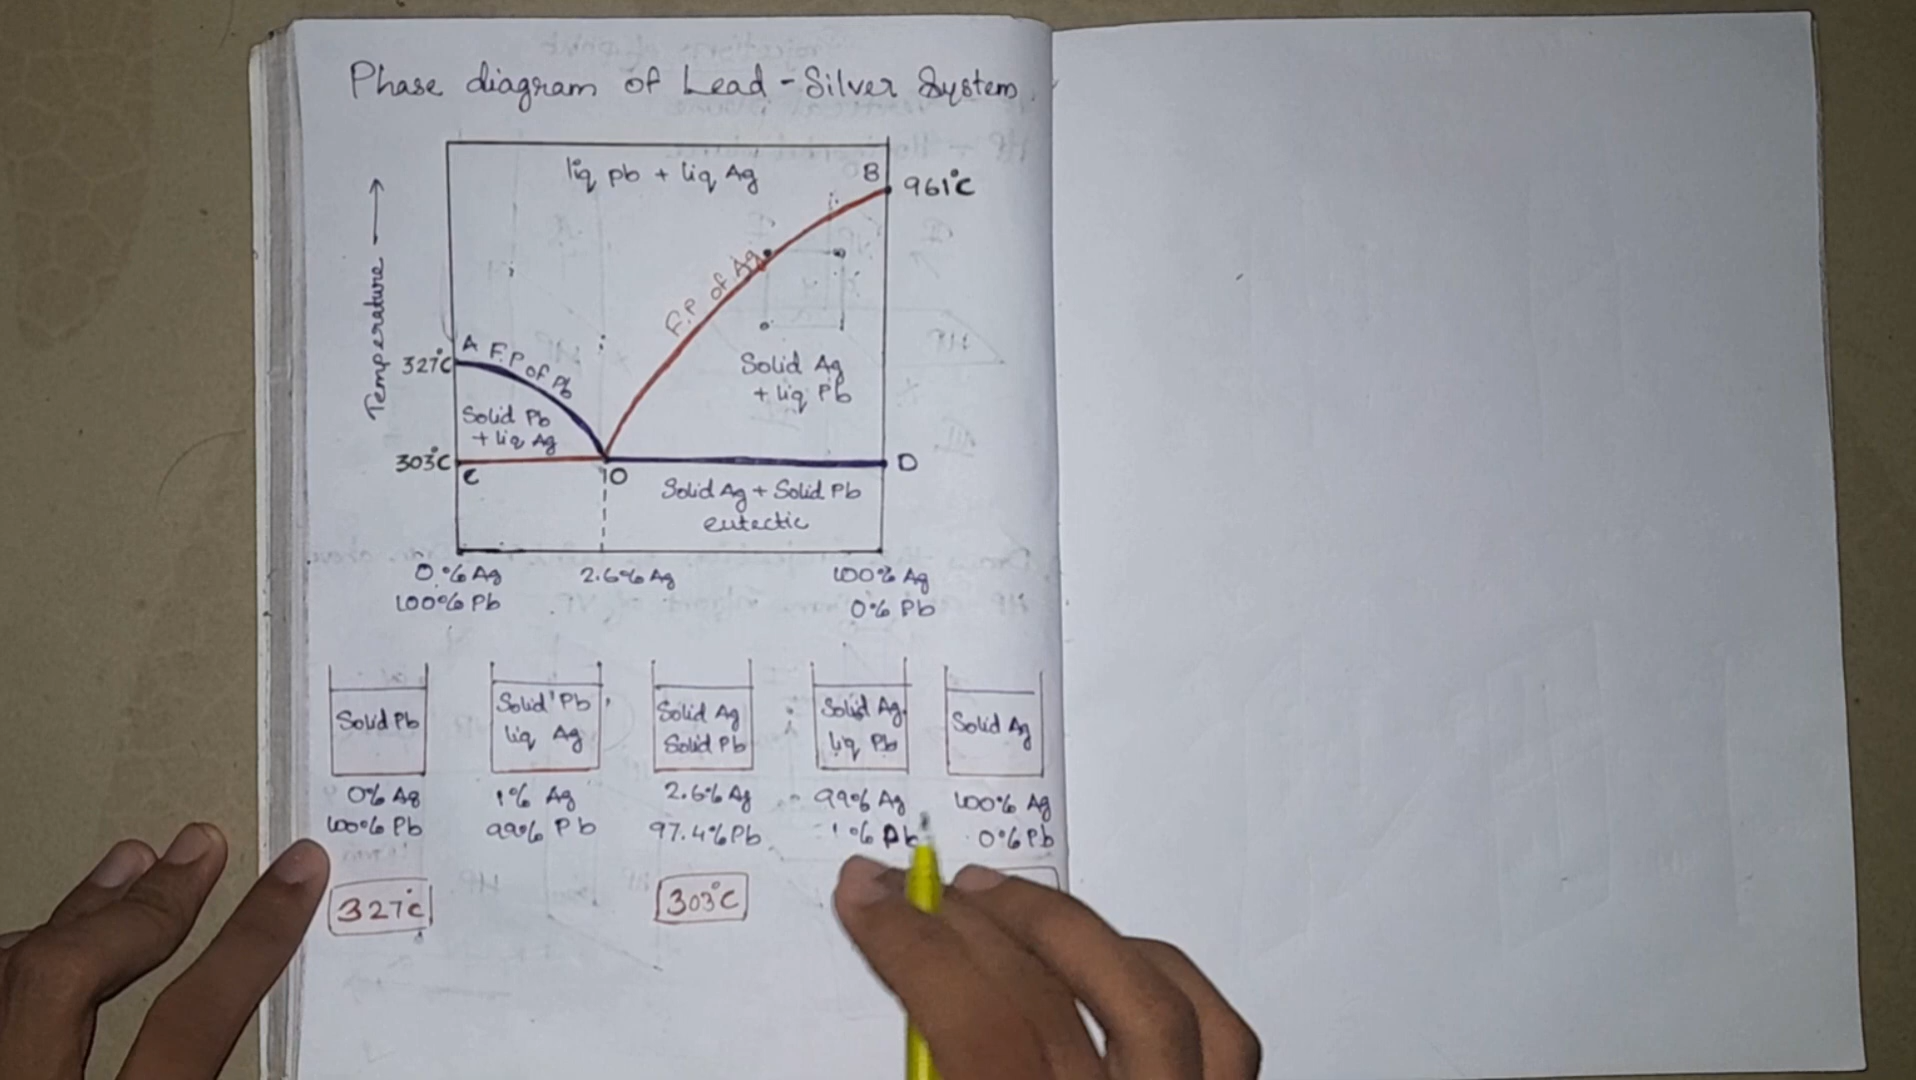 Phase diagram of Lead - Silver System
liq pb + liq Ag
B
961°C
Temperature
F.P. of Ag
A F.P of Pb
327°C
Solid Ag
+ liq Pb
Solid Pb
+ liq Ag
303°C
C
O
D
Solid Ag + Solid Pb
eutectic
0% Ag
100% Pb
2.6% Ag
100% Ag
0% Pb
Solid Pb
0% Ag
100% Pb
327°C
Solid Pb
liq Ag
1% Ag
99% Pb
Solid Ag
Solid Pb
2.6% Ag
97.4% Pb
303°C
Solid Ag
liq Pb
99% Ag
1% Pb
Solid Ag
100% Ag
0% Pb